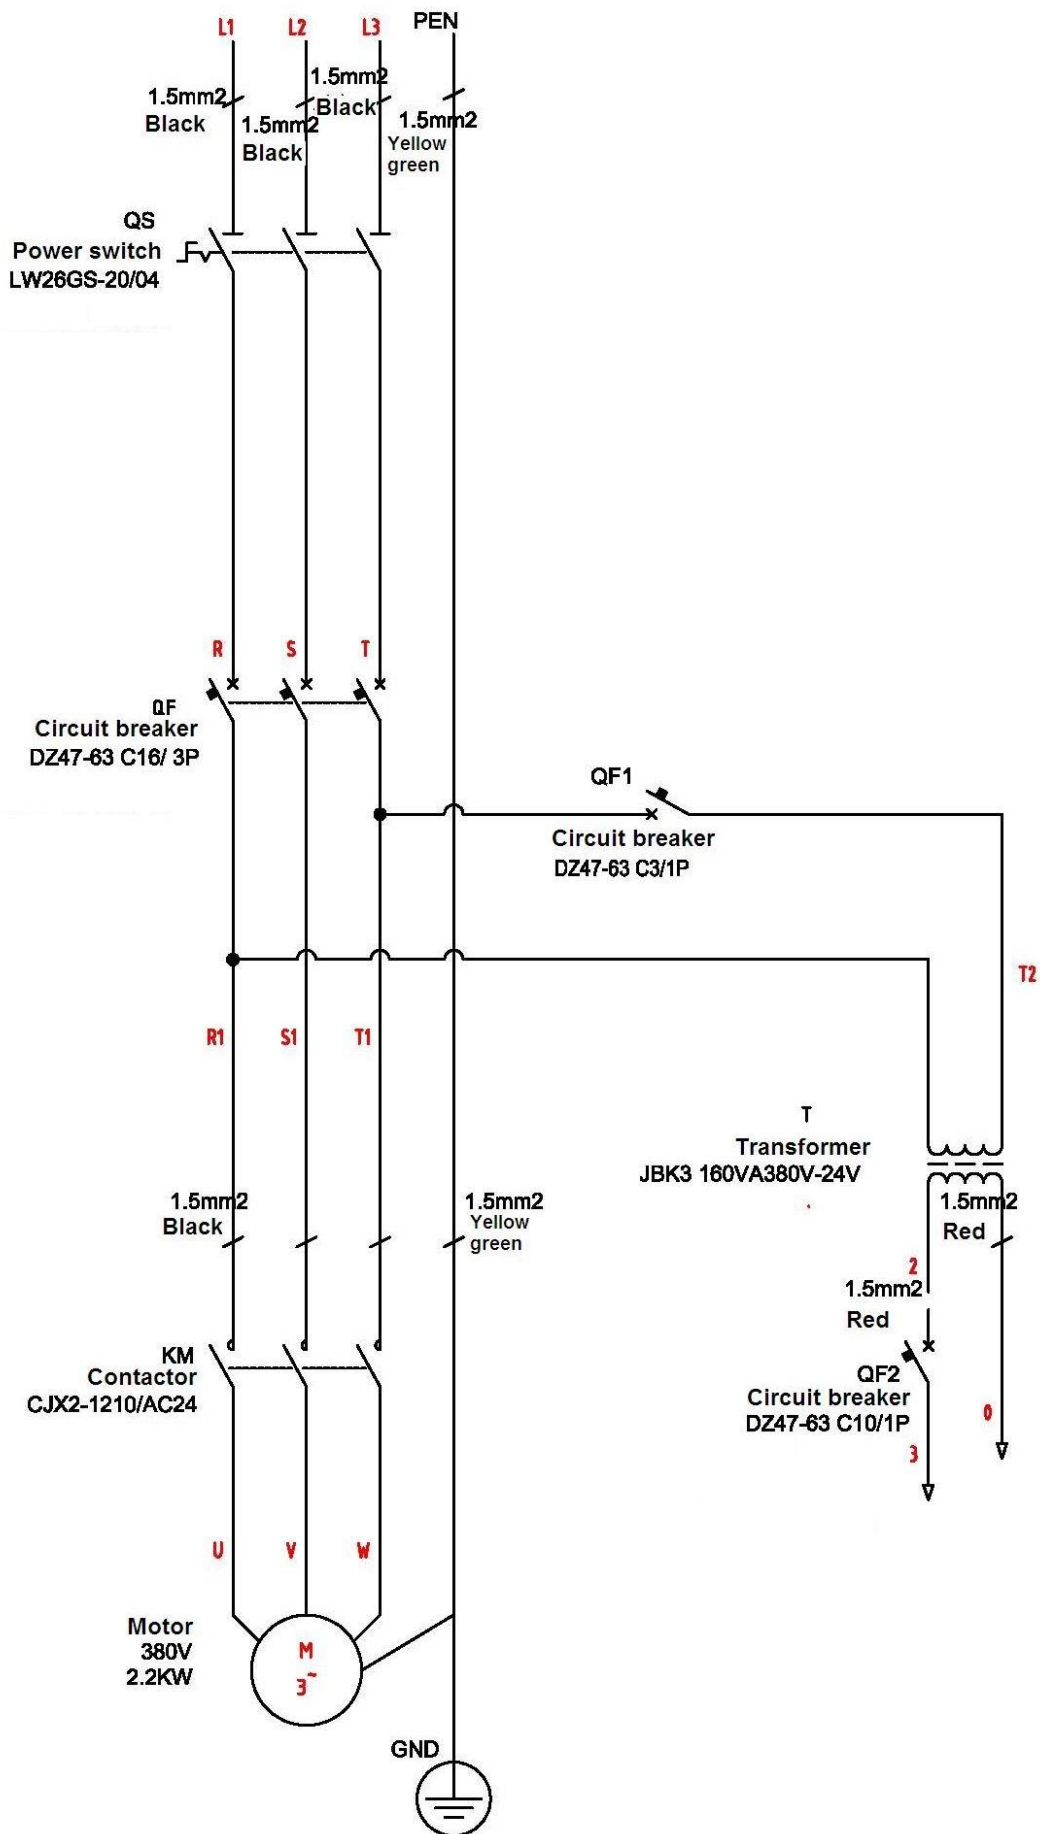 L1
L2
L3
PEN
1.5mm2
Black
1.5mm2
Black
1.5mm2
Black
1.5mm2
Yellow
green
QS
Power switch
LW26GS-20/04
R
S
T
QF
Circuit breaker
DZ47-63 C16/ 3P
QF1
Circuit breaker
DZ47-63 C3/1P
T2
R1
S1
T1
T
Transformer
JBK3 160VA380V-24V
1.5mm2
Black
1.5mm2
Yellow
green
1.5mm2
Red
2
1.5mm2
Red
KM
Contactor
CJX2-1210/AC24
QF2
Circuit breaker
DZ47-63 C10/1P
0
3
U
V
W
Motor
380V
2.2KW
M
3~
GND